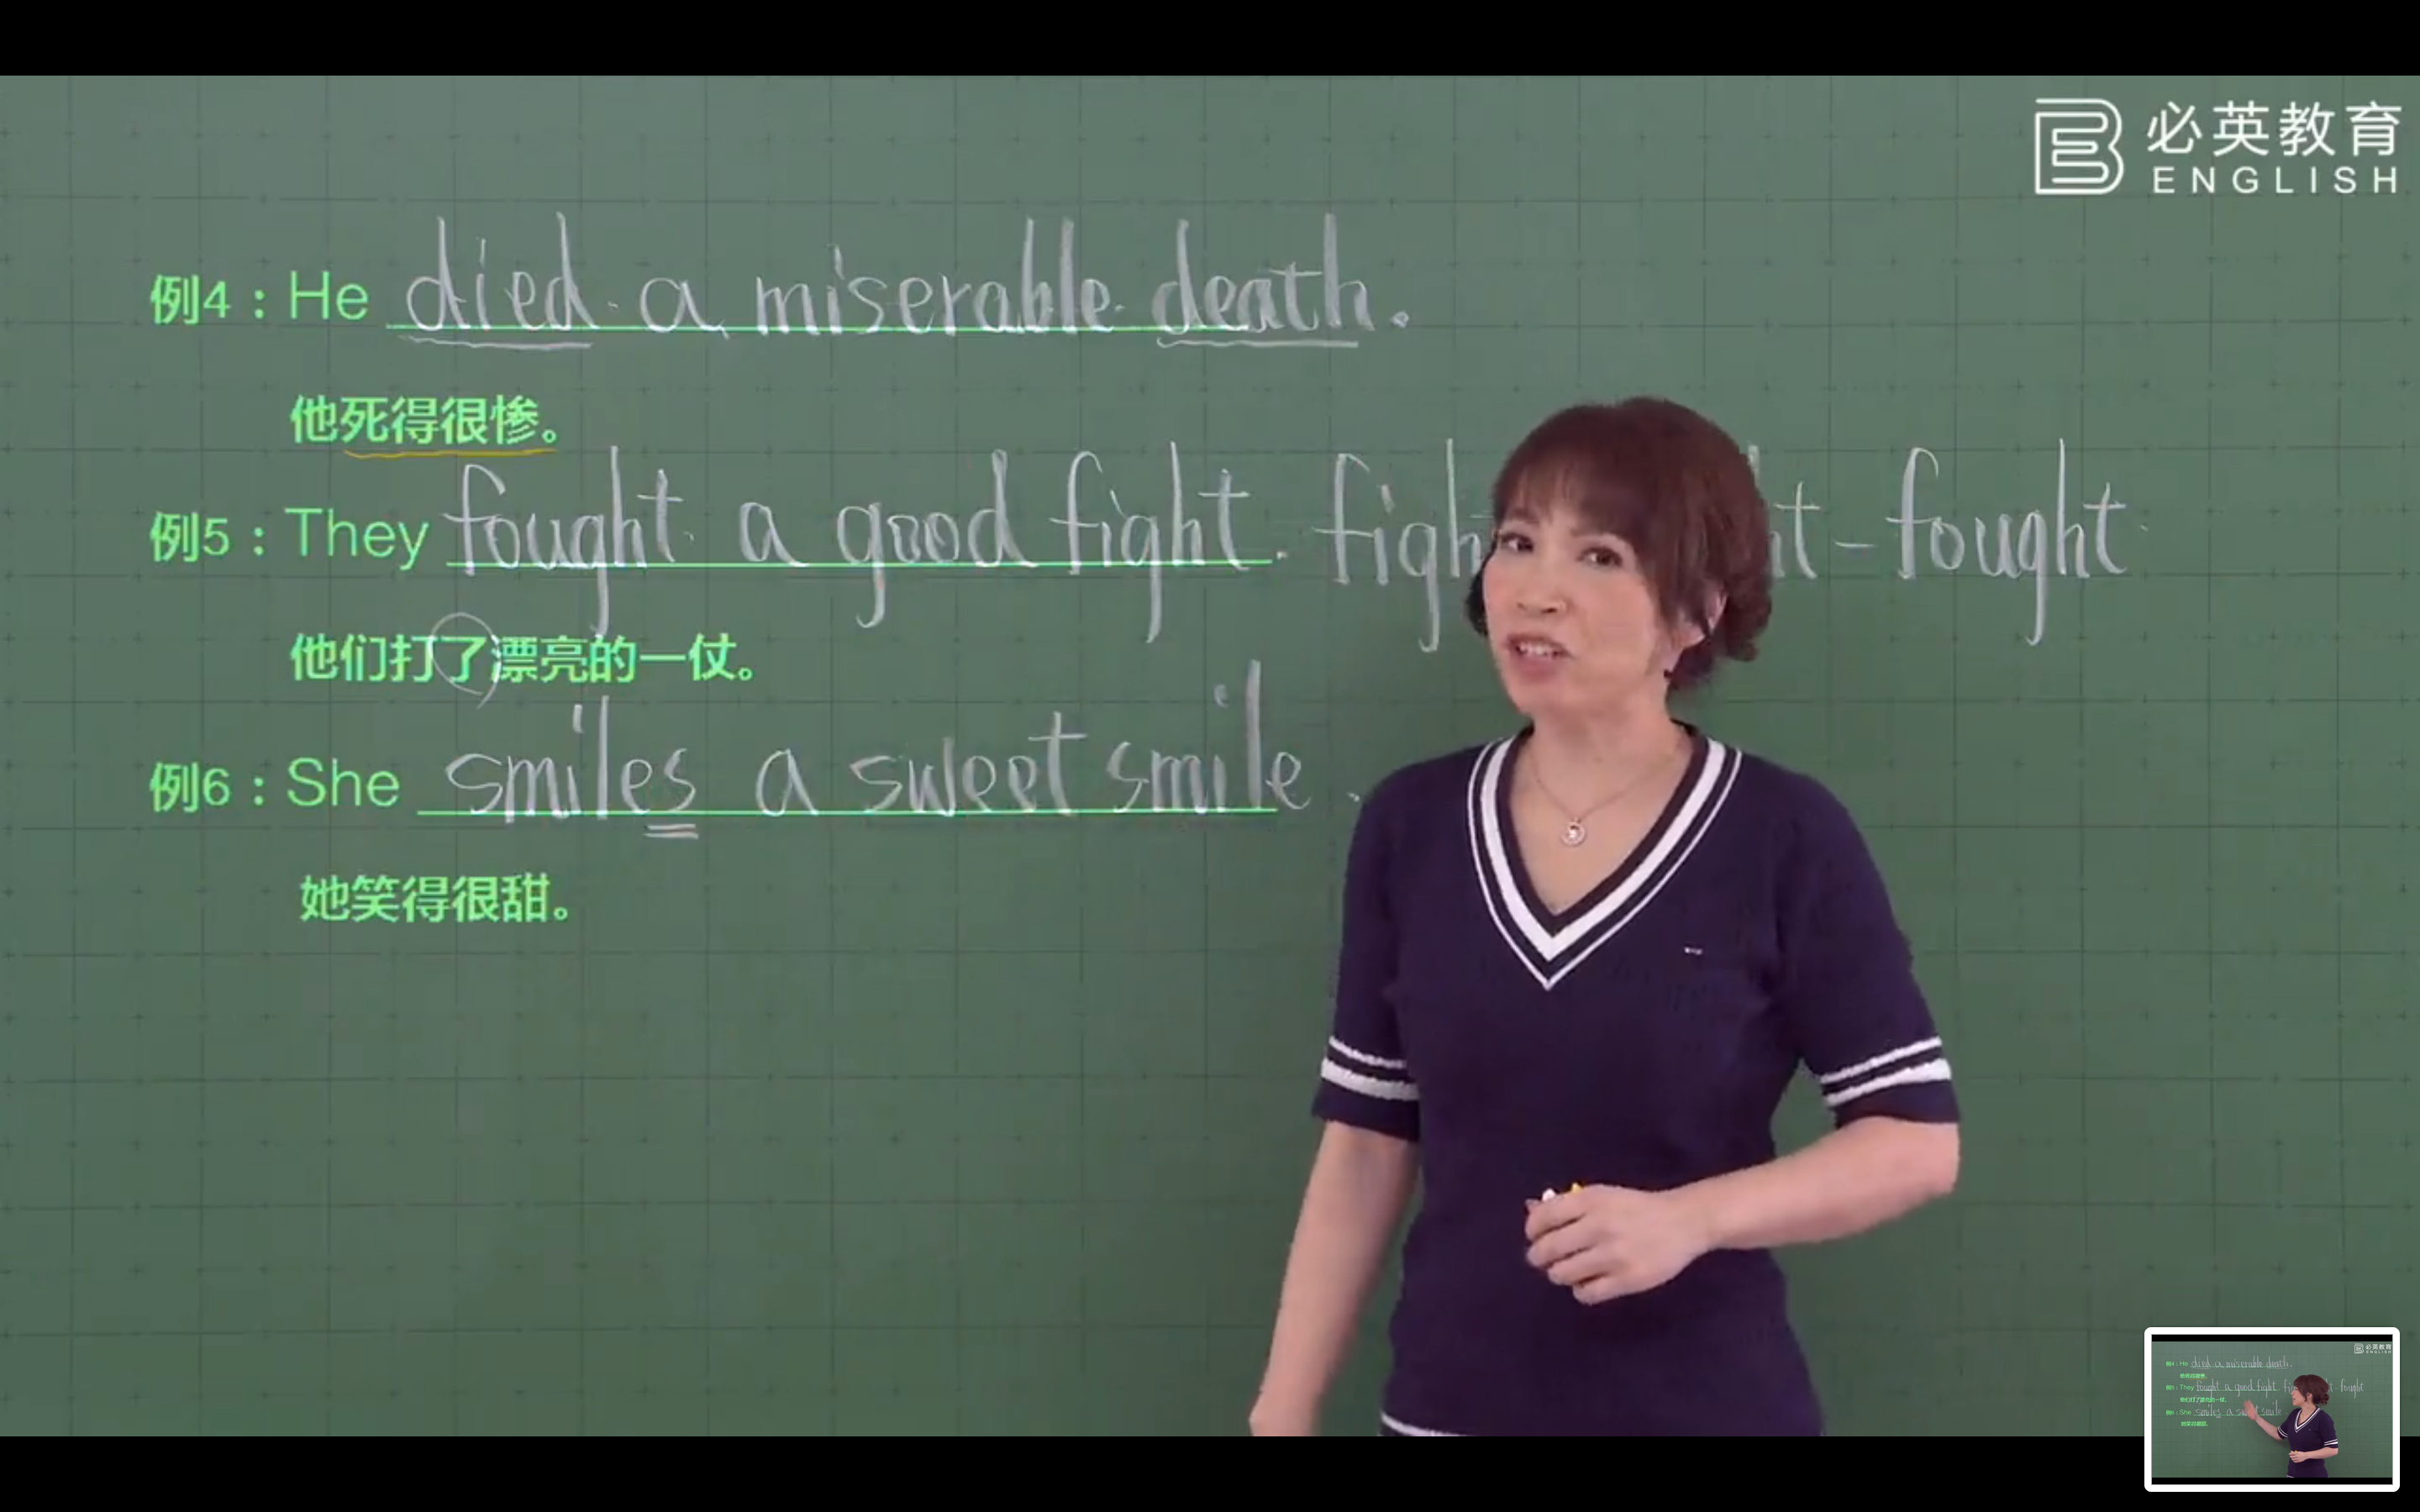 必英教育
ENGLISH
例4：He died a miserable death.
他死得很惨。
例5：They fought a good fight. fight - fought
他们打了漂亮的一仗。
例6：She smiles a sweet smile.
她笑得很甜。